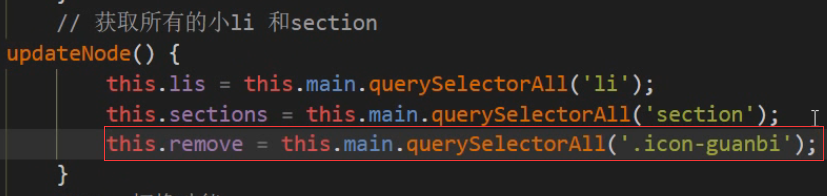 // 获取所有的小li 和section
updateNode() {
this.lis = this.main.querySelectorAll('li');
this.sections = this.main.querySelectorAll('section');
this.remove = this.main.querySelectorAll('.icon-guanbi');
}